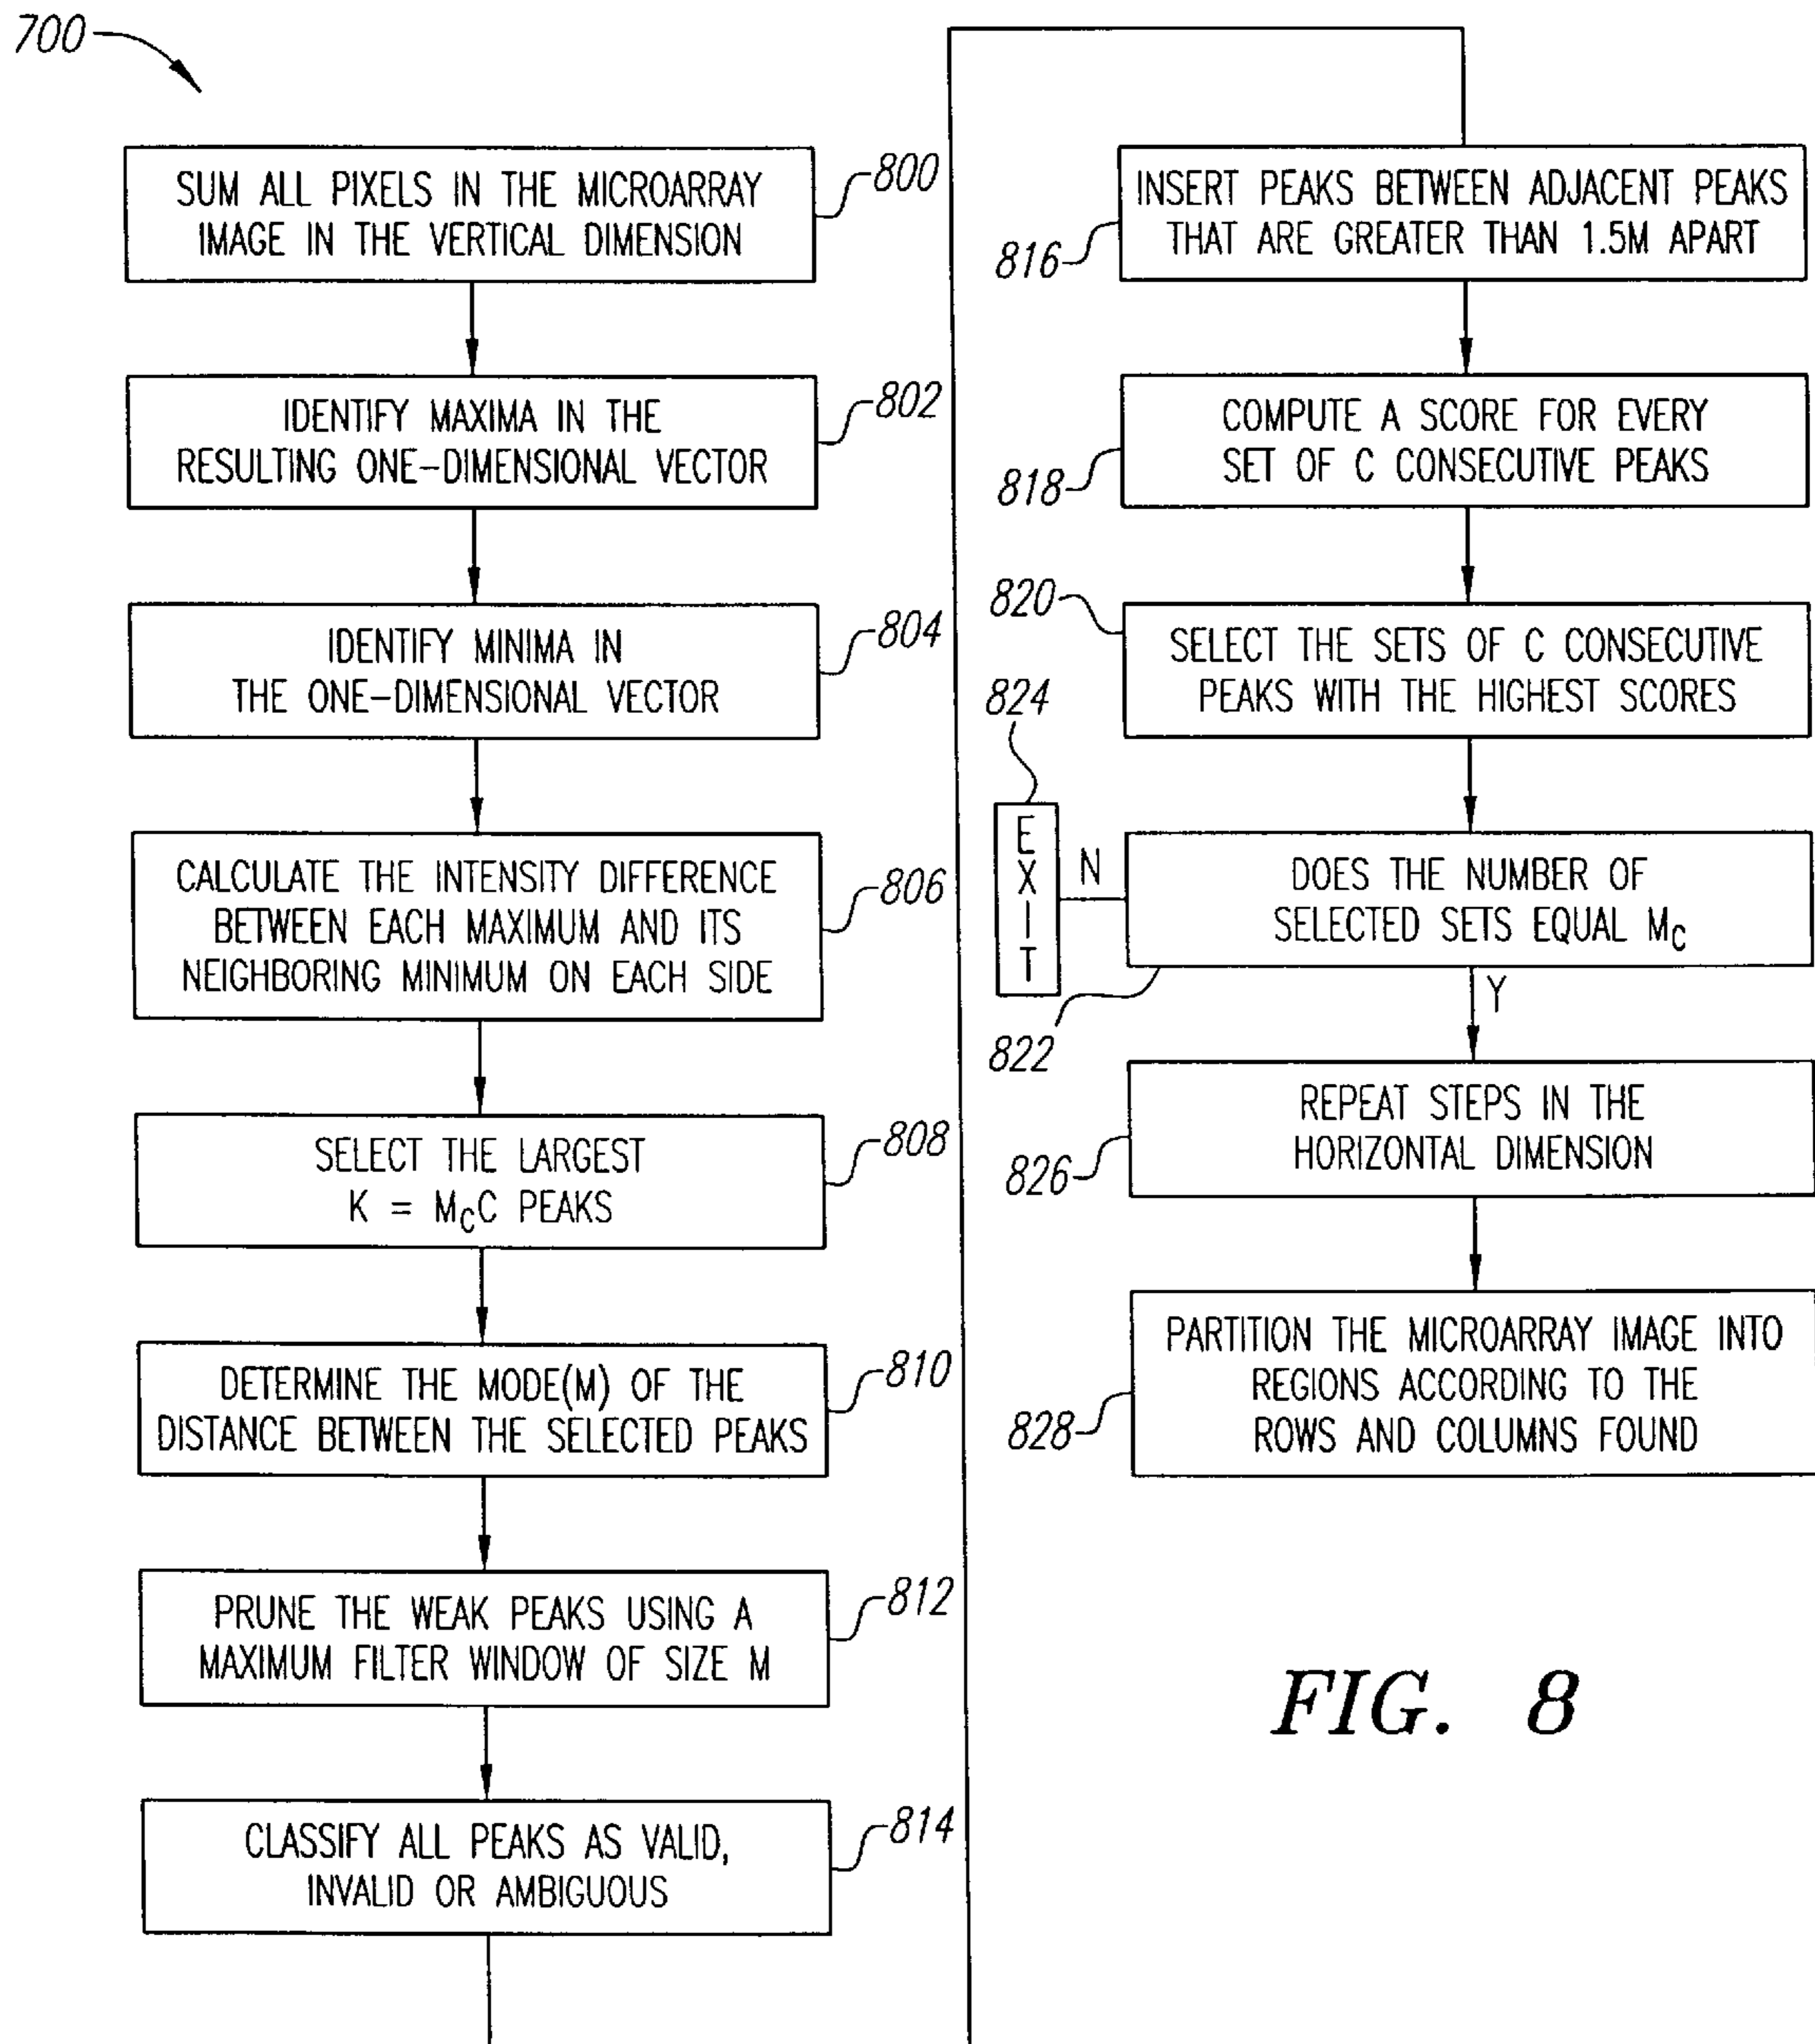 700
SUM ALL PIXELS IN THE MICROARRAY
IMAGE IN THE VERTICAL DIMENSION
800
IDENTIFY MAXIMA IN THE
RESULTING ONE-DIMENSIONAL VECTOR
802
IDENTIFY MINIMA IN
THE ONE-DIMENSIONAL VECTOR
804
CALCULATE THE INTENSITY DIFFERENCE
BETWEEN EACH MAXIMUM AND ITS
NEIGHBORING MINIMUM ON EACH SIDE
806
SELECT THE LARGEST
K = MCC PEAKS
808
DETERMINE THE MODE(M) OF THE
DISTANCE BETWEEN THE SELECTED PEAKS
810
PRUNE THE WEAK PEAKS USING A
MAXIMUM FILTER WINDOW OF SIZE M
812
CLASSIFY ALL PEAKS AS VALID,
INVALID OR AMBIGUOUS
814
INSERT PEAKS BETWEEN ADJACENT PEAKS
THAT ARE GREATER THAN 1.5M APART
816
COMPUTE A SCORE FOR EVERY
SET OF C CONSECUTIVE PEAKS
818
820
SELECT THE SETS OF C CONSECUTIVE
PEAKS WITH THE HIGHEST SCORES
824
EXIT
N
DOES THE NUMBER OF
SELECTED SETS EQUAL MC
822
Y
REPEAT STEPS IN THE
HORIZONTAL DIMENSION
826
PARTITION THE MICROARRAY IMAGE INTO
REGIONS ACCORDING TO THE
ROWS AND COLUMNS FOUND
828
FIG. 8